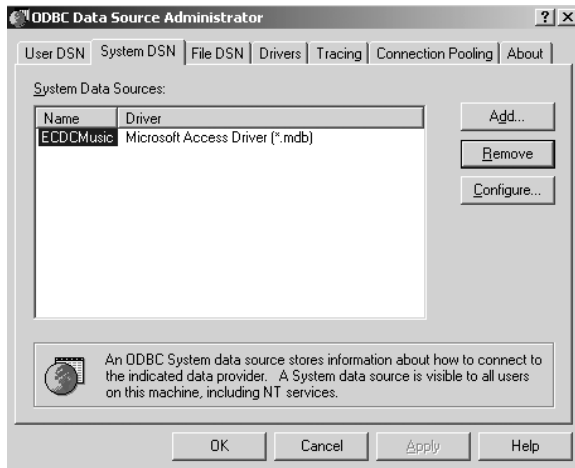 ODBC Data Source Administrator
User DSN System DSN File DSN Drivers Tracing Connection Pooling About
System Data Sources:
Name Driver
ECDCMusic Microsoft Access Driver (*.mdb)
Add...
Remove
Configure...
An ODBC System data source stores information about how to connect to
the indicated data provider. A System data source is visible to all users
on this machine, including NT services.
OK Cancel Apply Help